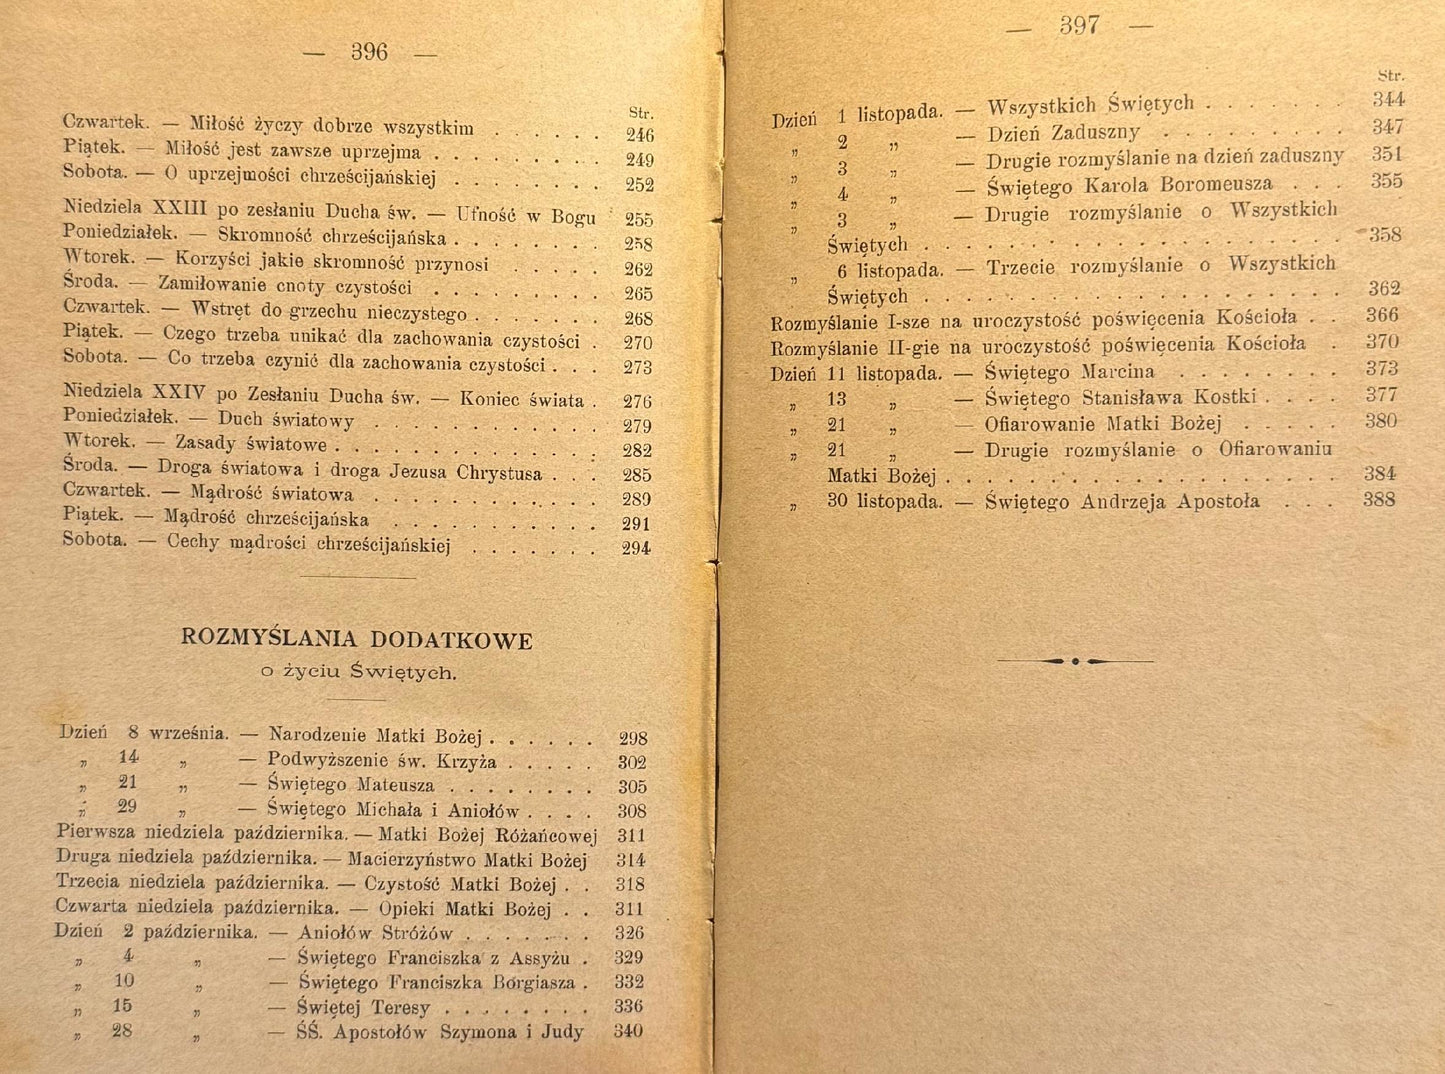 — 396 —
Str.
Czwartek. — Miłość życzy dobrze wszystkim . . . . . . 246
Piątek. — Miłość jest zawsze uprzejma . . . . . . . . . 249
Sobota. — O uprzejmości chrześcijańskiej . . . . . . . . 252
Niedziela XXIII po zesłaniu Ducha św. — Ufność w Bogu 255
Poniedziałek. — Skromność chrześcijańska . . . . . . . . 258
Wtorek. — Korzyści jakie skromność przynosi . . . . . 262
Środa. — Zamiłowanie cnoty czystości . . . . . . . . . 265
Czwartek. — Wstręt do grzechu nieczystego . . . . . . . 268
Piątek. — Czego trzeba unikać dla zachowania czystości . 270
Sobota. — Co trzeba czynić dla zachowania czystości . . . 273
Niedziela XXIV po Zesłaniu Ducha św. — Koniec świata . 276
Poniedziałek. — Duch światowy . . . . . . . . . . . . 279
Wtorek. — Zasady światowe . . . . . . . . . . . . . . 282
Środa. — Droga światowa i droga Jezusa Chrystusa . . . 285
Czwartek. — Mądrość światowa . . . . . . . . . . . . 289
Piątek. — Mądrość chrześcijańska . . . . . . . . . . . 291
Sobota. — Cechy mądrości chrześcijańskiej . . . . . . . 294
ROZMYŚLANIA DODATKOWE
o życiu Świętych.
Dzień 8 września. — Narodzenie Matki Bożej . . . . . . 298
„ 14 „ — Podwyższenie św. Krzyża . . . . . 302
„ 21 „ — Świętego Mateusza . . . . . . . . 305
„ 29 „ — Świętego Michała i Aniołów . . . . 308
Pierwsza niedziela października. — Matki Bożej Różańcowej 311
Druga niedziela października. — Macierzyństwo Matki Bożej 314
Trzecia niedziela października. — Czystość Matki Bożej . . 318
Czwarta niedziela października. — Opieki Matki Bożej . . 311
Dzień 2 października. — Aniołów Stróżów . . . . . . . 326
„ 4 „ — Świętego Franciszka z Assyżu . 329
„ 10 „ — Świętego Franciszka Borgiasza . 332
„ 15 „ — Świętej Teresy . . . . . . . . 336
„ 28 „ — ŚŚ. Apostołów Szymona i Judy 340
— 397 —
Str.
Dzień 1 listopada. — Wszystkich Świętych . . . . . . . 344
„ 2 „ — Dzień Zaduszny . . . . . . . . . 347
„ 3 „ — Drugie rozmyślanie na dzień zaduszny 351
„ 4 „ — Świętego Karola Boromeusza . . . 355
„ 3 „ — Drugie rozmyślanie o Wszystkich
Świętych . . . . . . . . . . . . . . . . . . . 358
„ 6 listopada. — Trzecie rozmyślanie o Wszystkich
Świętych . . . . . . . . . . . . . . . . . . . 362
Rozmyślanie I-sze na uroczystość poświęcenia Kościoła . . 366
Rozmyślanie II-gie na uroczystość poświęcenia Kościoła . 370
Dzień 11 listopada. — Świętego Marcina . . . . . . . . 373
„ 13 „ — Świętego Stanisława Kostki . . . . 377
„ 21 „ — Ofiarowanie Matki Bożej . . . . . 380
„ 21 „ — Drugie rozmyślanie o Ofiarowaniu
Matki Bożej . . . . . . . . . . . . . . . . . . 384
„ 30 listopada. — Świętego Andrzeja Apostoła . . . 388